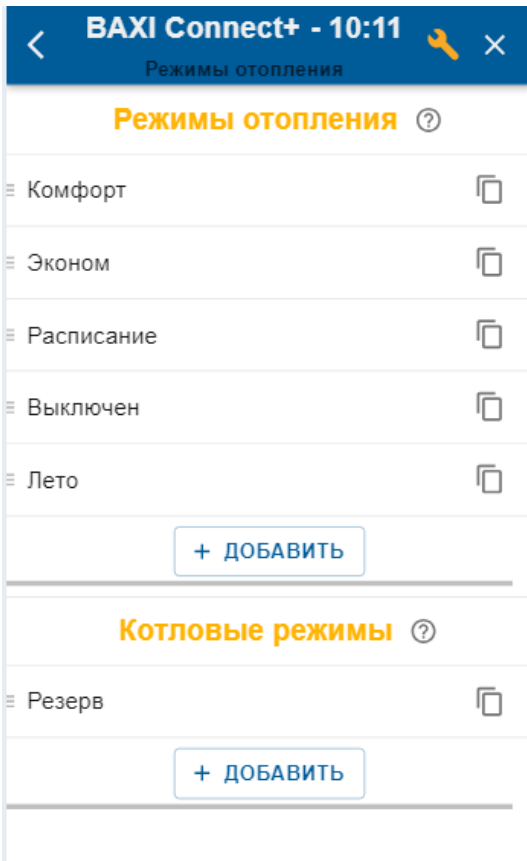 BAXI Connect+ - 10:11
Режимы отопления
Режимы отопления
Комфорт
Эконом
Расписание
Выключен
Лето
+ ДОБАВИТЬ
Котловые режимы
Резерв
+ ДОБАВИТЬ